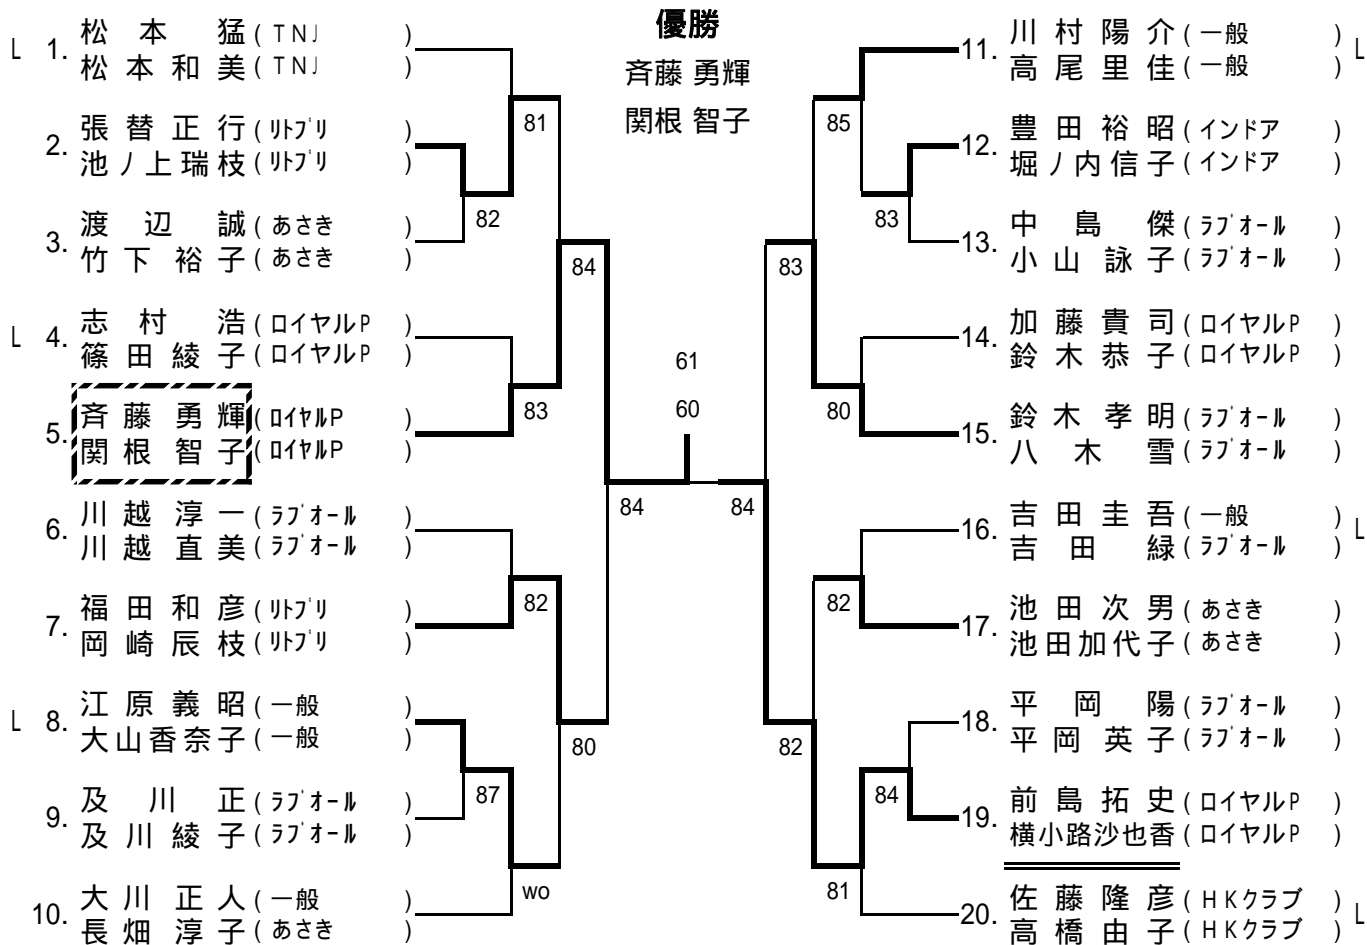 優勝
斉藤 勇輝
関根 智子
L 1. 松本 猛 (TNJ)
松本和美 (TNJ)
2. 張替正行 (ﾘﾄﾌﾟﾘ)
池ノ上瑞枝 (ﾘﾄﾌﾟﾘ)
3. 渡辺 誠 (あさき)
竹下裕子 (あさき)
L 4. 志村 浩 (ロイヤルP)
篠田綾子 (ロイヤルP)
5. 斉藤勇輝 (ﾛｲﾔﾙP)
関根智子 (ﾛｲﾔﾙP)
6. 川越淳一 (ﾗﾌﾞｵｰﾙ)
川越直美 (ﾗﾌﾞｵｰﾙ)
7. 福田和彦 (ﾘﾄﾌﾟﾘ)
岡崎辰枝 (ﾘﾄﾌﾟﾘ)
L 8. 江原義昭 (一般)
大山香奈子 (一般)
9. 及川 正 (ﾗﾌﾞｵｰﾙ)
及川綾子 (ﾗﾌﾞｵｰﾙ)
10. 大川正人 (一般)
長畑淳子 (あさき)
81
82
84
83
84
82
80
87
wo
61
60
11. 川村陽介 (一般) L
高尾里佳 (一般)
12. 豊田裕昭 (インドア)
堀ノ内信子 (インドア)
13. 中島 傑 (ﾗﾌﾞｵｰﾙ)
小山詠子 (ﾗﾌﾞｵｰﾙ)
14. 加藤貴司 (ロイヤルP)
鈴木恭子 (ロイヤルP)
15. 鈴木孝明 (ﾗﾌﾞｵｰﾙ)
八木 雪 (ﾗﾌﾞｵｰﾙ)
16. 吉田圭吾 (一般) L
吉田 緑 (ﾗﾌﾞｵｰﾙ)
17. 池田次男 (あさき)
池田加代子 (あさき)
18. 平岡 陽 (ﾗﾌﾞｵｰﾙ)
平岡英子 (ﾗﾌﾞｵｰﾙ)
19. 前島拓史 (ロイヤルP)
横小路沙也香 (ロイヤルP)
20. 佐藤隆彦 (HKクラブ) L
高橋由子 (HKクラブ)
85
83
83
80
84
82
82
84
81